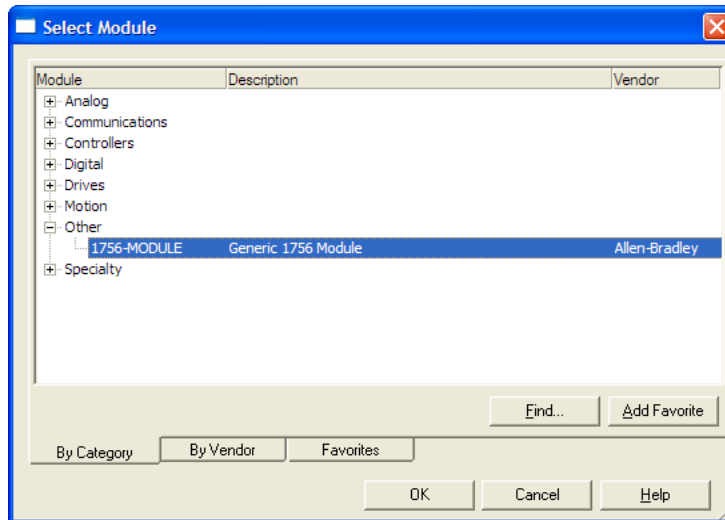 Select Module
Module Description Vendor
Analog
Communications
Controllers
Digital
Drives
Motion
Other
1756-MODULE Generic 1756 Module Allen-Bradley
Specialty
Find... Add Favorite
By Category By Vendor Favorites
OK Cancel Help